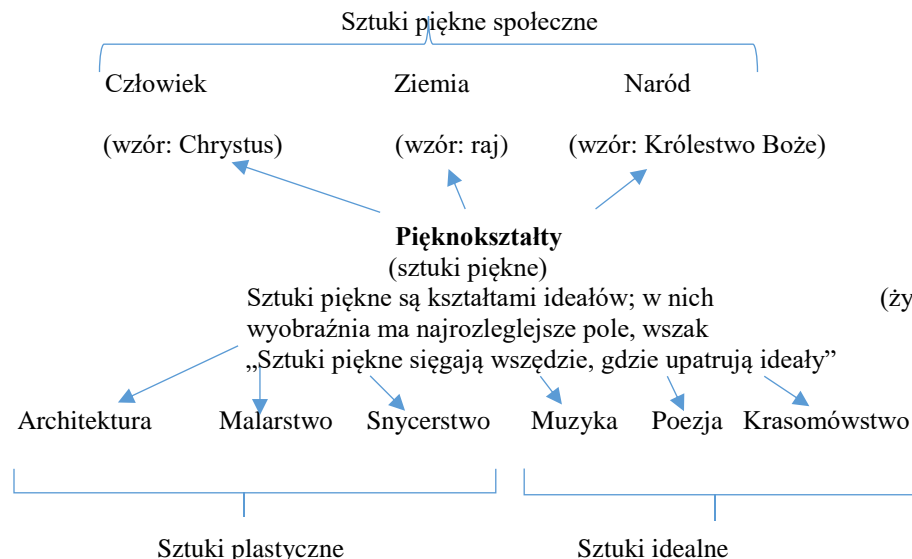 Sztuki piękne społeczne
Człowiek Ziemia Naród
(wzór: Chrystus) (wzór: raj) (wzór: Królestwo Boże)
Pięknokształty
(sztuki piękne)
Sztuki piękne są kształtami ideałów; w nich (ży
wyobraźnia ma najrozleglejsze pole, wszak
„Sztuki piękne sięgają wszędzie, gdzie upatrują ideały”
Architektura Malarstwo Snycerstwo Muzyka Poezja Krasomówstwo
Sztuki plastyczne Sztuki idealne